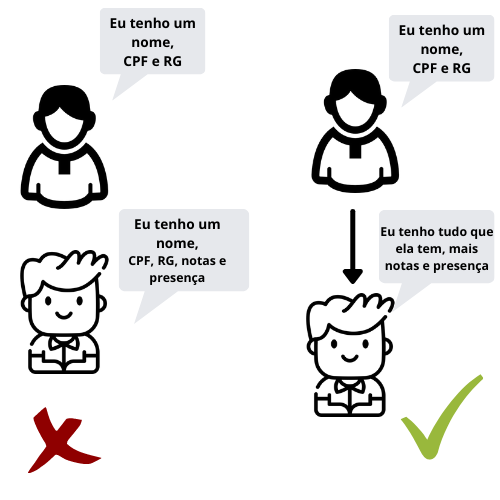 Eu tenho um
nome,
CPF e RG
Eu tenho um
nome,
CPF, RG, notas e
presença
Eu tenho um
nome,
CPF e RG
Eu tenho tudo que
ela tem, mais
notas e presença